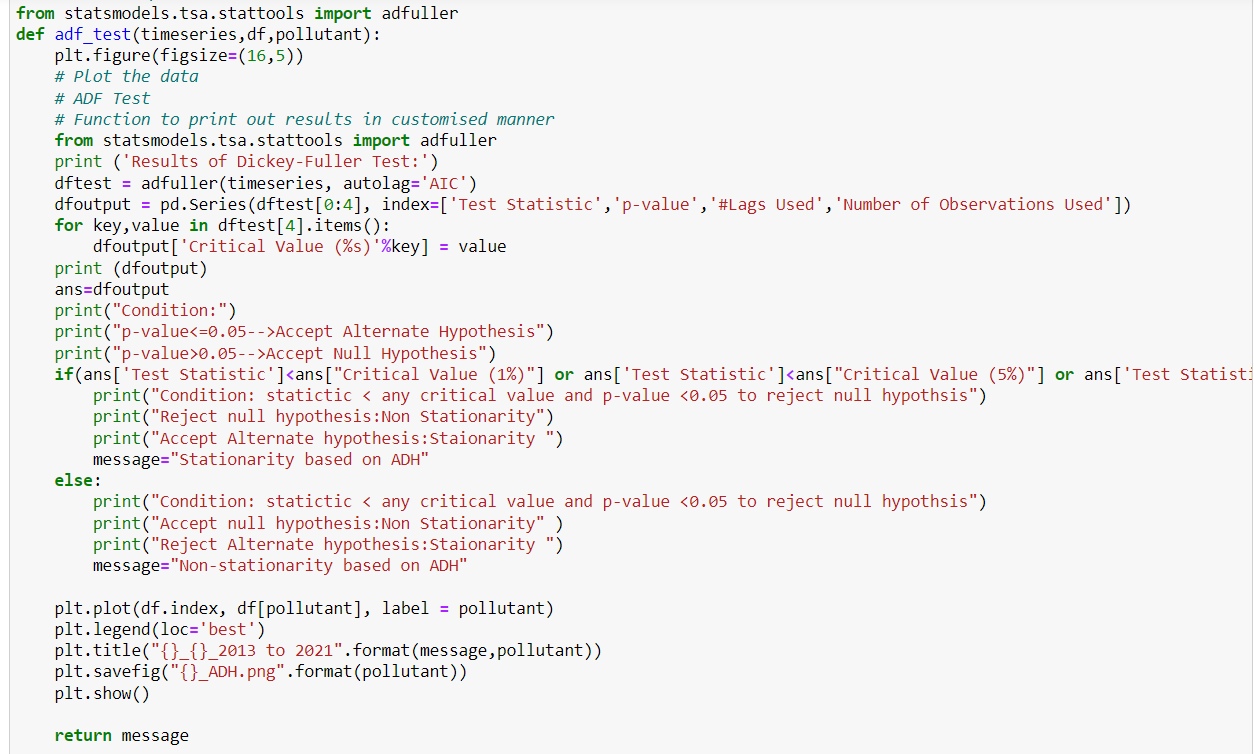 from statsmodels.tsa.stattools import adfuller
def adf_test(timeseries,df,pollutant):
    plt.figure(figsize=(16,5))
    # Plot the data
    # ADF Test
    # Function to print out results in customised manner
    from statsmodels.tsa.stattools import adfuller
    print ('Results of Dickey-Fuller Test:')
    dftest = adfuller(timeseries, autolag='AIC')
    dfoutput = pd.Series(dftest[0:4], index=['Test Statistic','p-value','#Lags Used','Number of Observations Used'])
    for key,value in dftest[4].items():
        dfoutput['Critical Value (%s)'%key] = value
    print (dfoutput)
    ans=dfoutput
    print("Condition:")
    print("p-value<=0.05-->Accept Alternate Hypothesis")
    print("p-value>0.05-->Accept Null Hypothesis")
    if(ans['Test Statistic']<ans["Critical Value (1%)"] or ans['Test Statistic']<ans["Critical Value (5%)"] or ans['Test Statisti
        print("Condition: statictic < any critical value and p-value <0.05 to reject null hypothsis")
        print("Reject null hypothesis:Non Stationarity")
        print("Accept Alternate hypothesis:Staionarity ")
        message="Stationarity based on ADH"
    else:
        print("Condition: statictic < any critical value and p-value <0.05 to reject null hypothsis")
        print("Accept null hypothesis:Non Stationarity" )
        print("Reject Alternate hypothesis:Staionarity ")
        message="Non-stationarity based on ADH"
    plt.plot(df.index, df[pollutant], label = pollutant)
    plt.legend(loc='best')
    plt.title("{}_{}_2013 to 2021".format(message,pollutant))
    plt.savefig("{}_ADH.png".format(pollutant))
    plt.show()
    return message